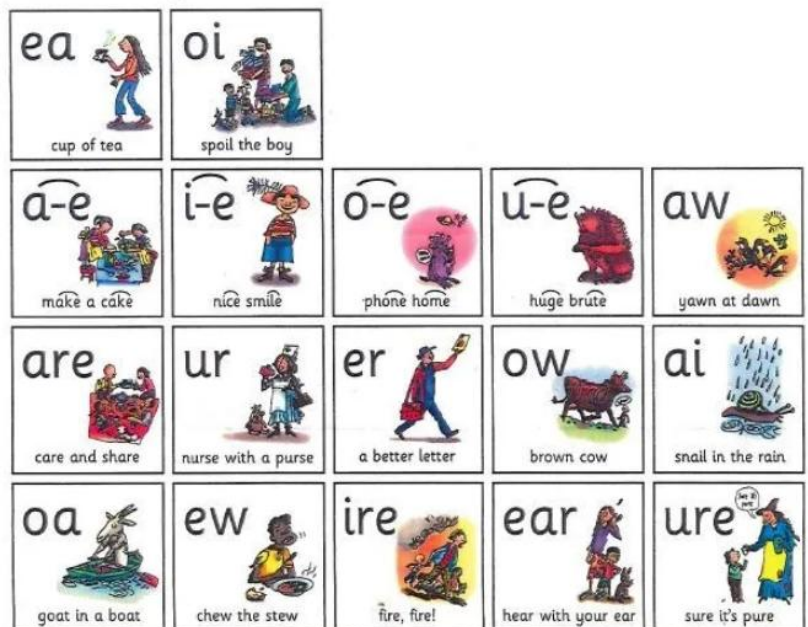 ea
cup of tea
oi
spoil the boy
a-e
make a cake
i-e
nice smile
o-e
phone home
u-e
huge brute
aw
yawn at dawn
are
care and share
ur
nurse with a purse
er
a better letter
ow
brown cow
ai
snail in the rain
oa
goat in a boat
ew
chew the stew
ire
fire, fire!
ear
hear with your ear
ure
sure it's pure